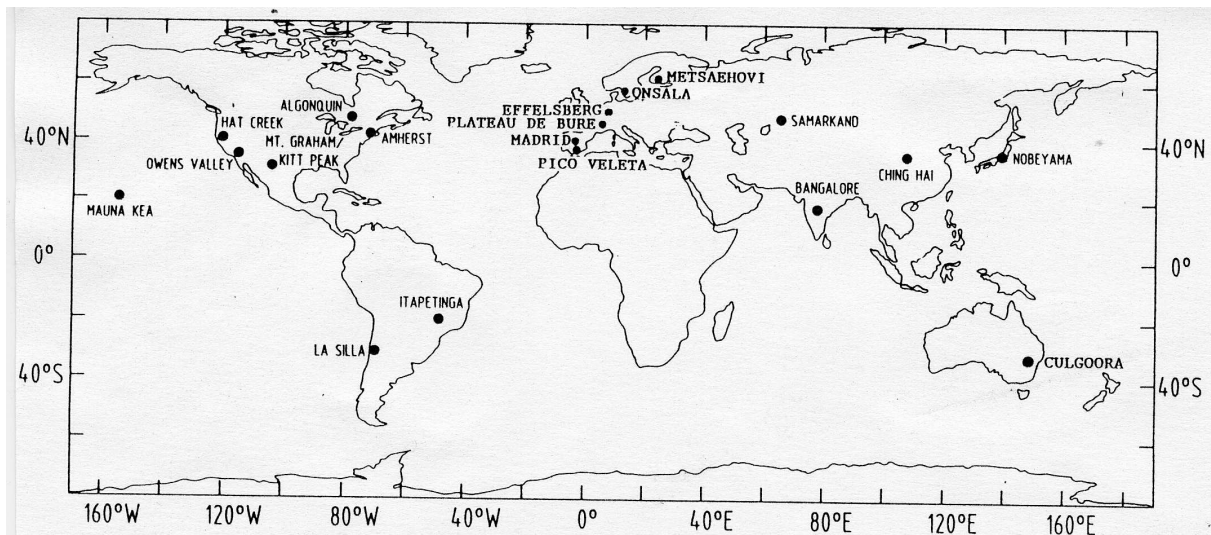 METSAEHOVI
ONSALA
ALGONQUIN
EFFELSBERG
HAT CREEK
PLATEAU DE BURE
SAMARKAND
40°N
MT. GRAHAM/
AMHERST
MADRID
40°N
OWENS VALLEY
KITT PEAK
PICO VELETA
NOBEYAMA
CHING HAI
BANGALORE
MAUNA KEA
0°
0°
ITAPETINGA
LA SILLA
CULGOORA
40°S
40°S
160°W
120°W
80°W
40°W
0°
40°E
80°E
120°E
160°E